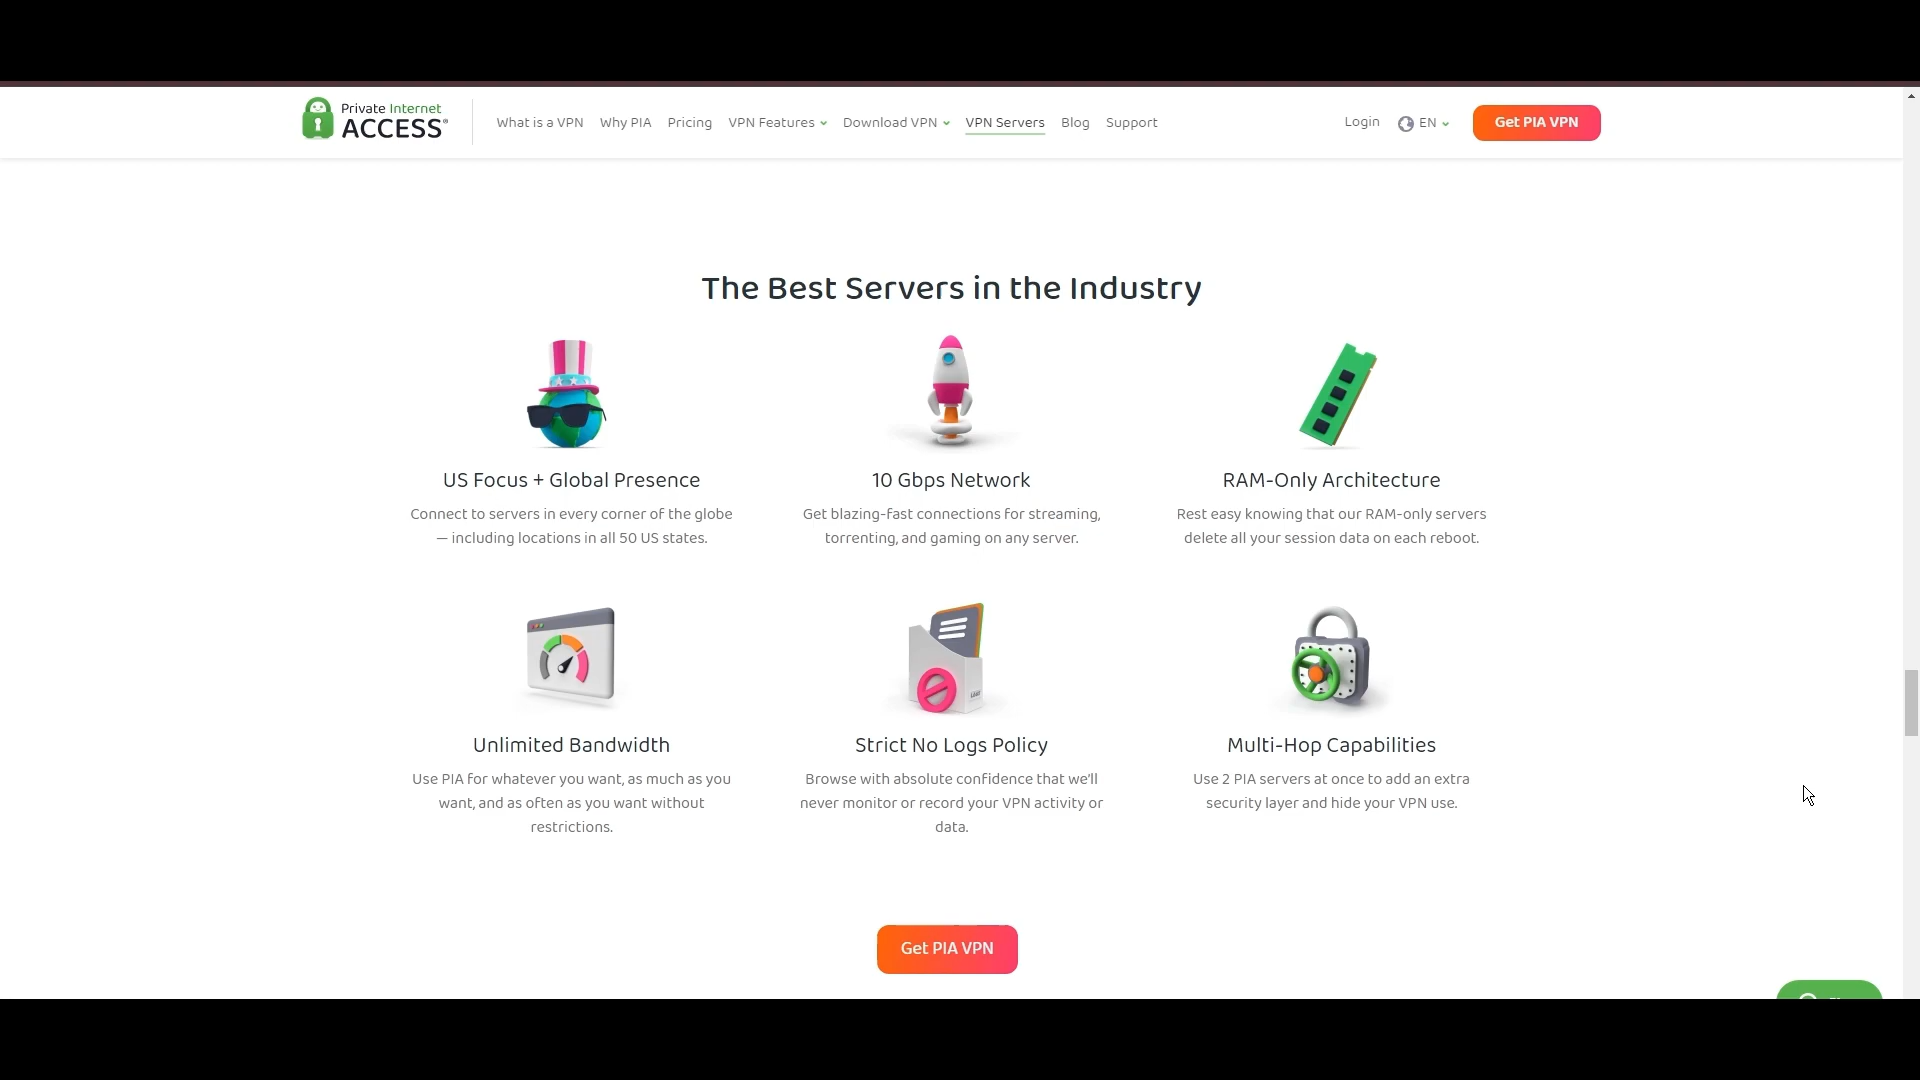 Private Internet
ACCESS®
What is a VPN Why PIA Pricing VPN Features Download VPN VPN Servers Blog Support
Login EN Get PIA VPN
The Best Servers in the Industry
US Focus + Global Presence
Connect to servers in every corner of the globe
— including locations in all 50 US states.
10 Gbps Network
Get blazing-fast connections for streaming,
torrenting, and gaming on any server.
RAM-Only Architecture
Rest easy knowing that our RAM-only servers
delete all your session data on each reboot.
Unlimited Bandwidth
Use PIA for whatever you want, as much as you
want, and as often as you want without
restrictions.
Strict No Logs Policy
Browse with absolute confidence that we'll
never monitor or record your VPN activity or
data.
Multi-Hop Capabilities
Use 2 PIA servers at once to add an extra
security layer and hide your VPN use.
Get PIA VPN